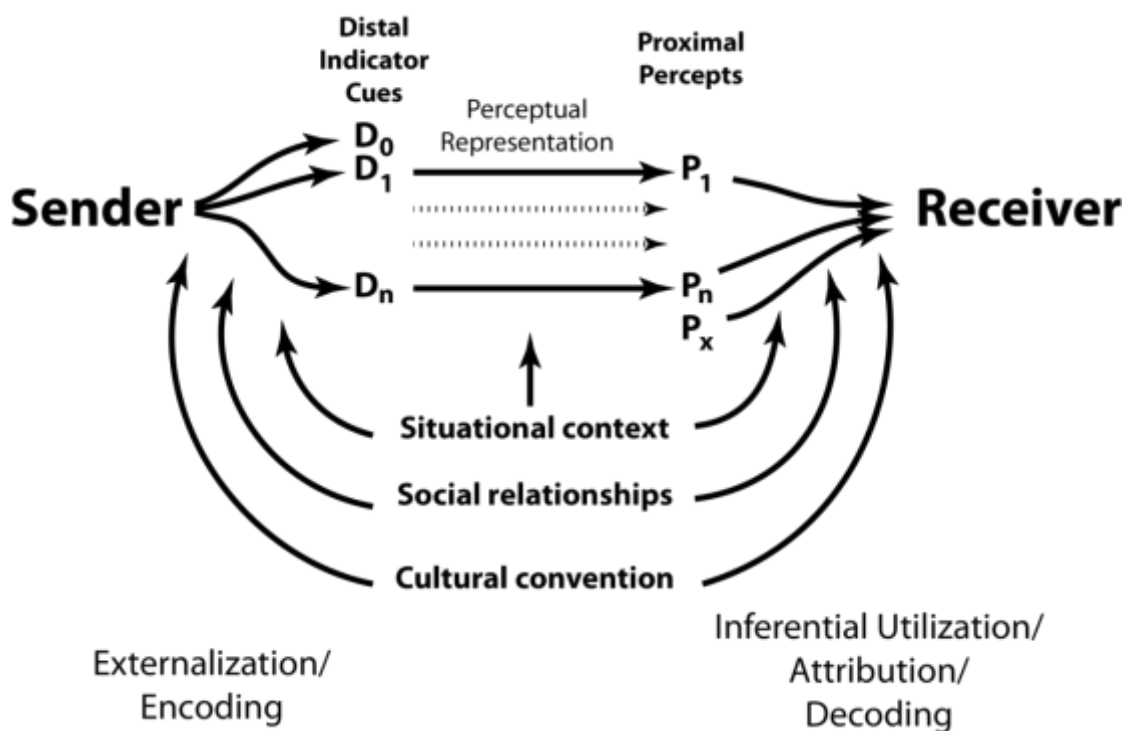 Distal
Indicator
Cues
Proximal
Percepts
Perceptual
Representation
D₀
D₁
P₁
Sender
Receiver
Dₙ
Pₙ
Pₓ
Situational context
Social relationships
Cultural convention
Externalization/
Encoding
Inferential Utilization/
Attribution/
Decoding